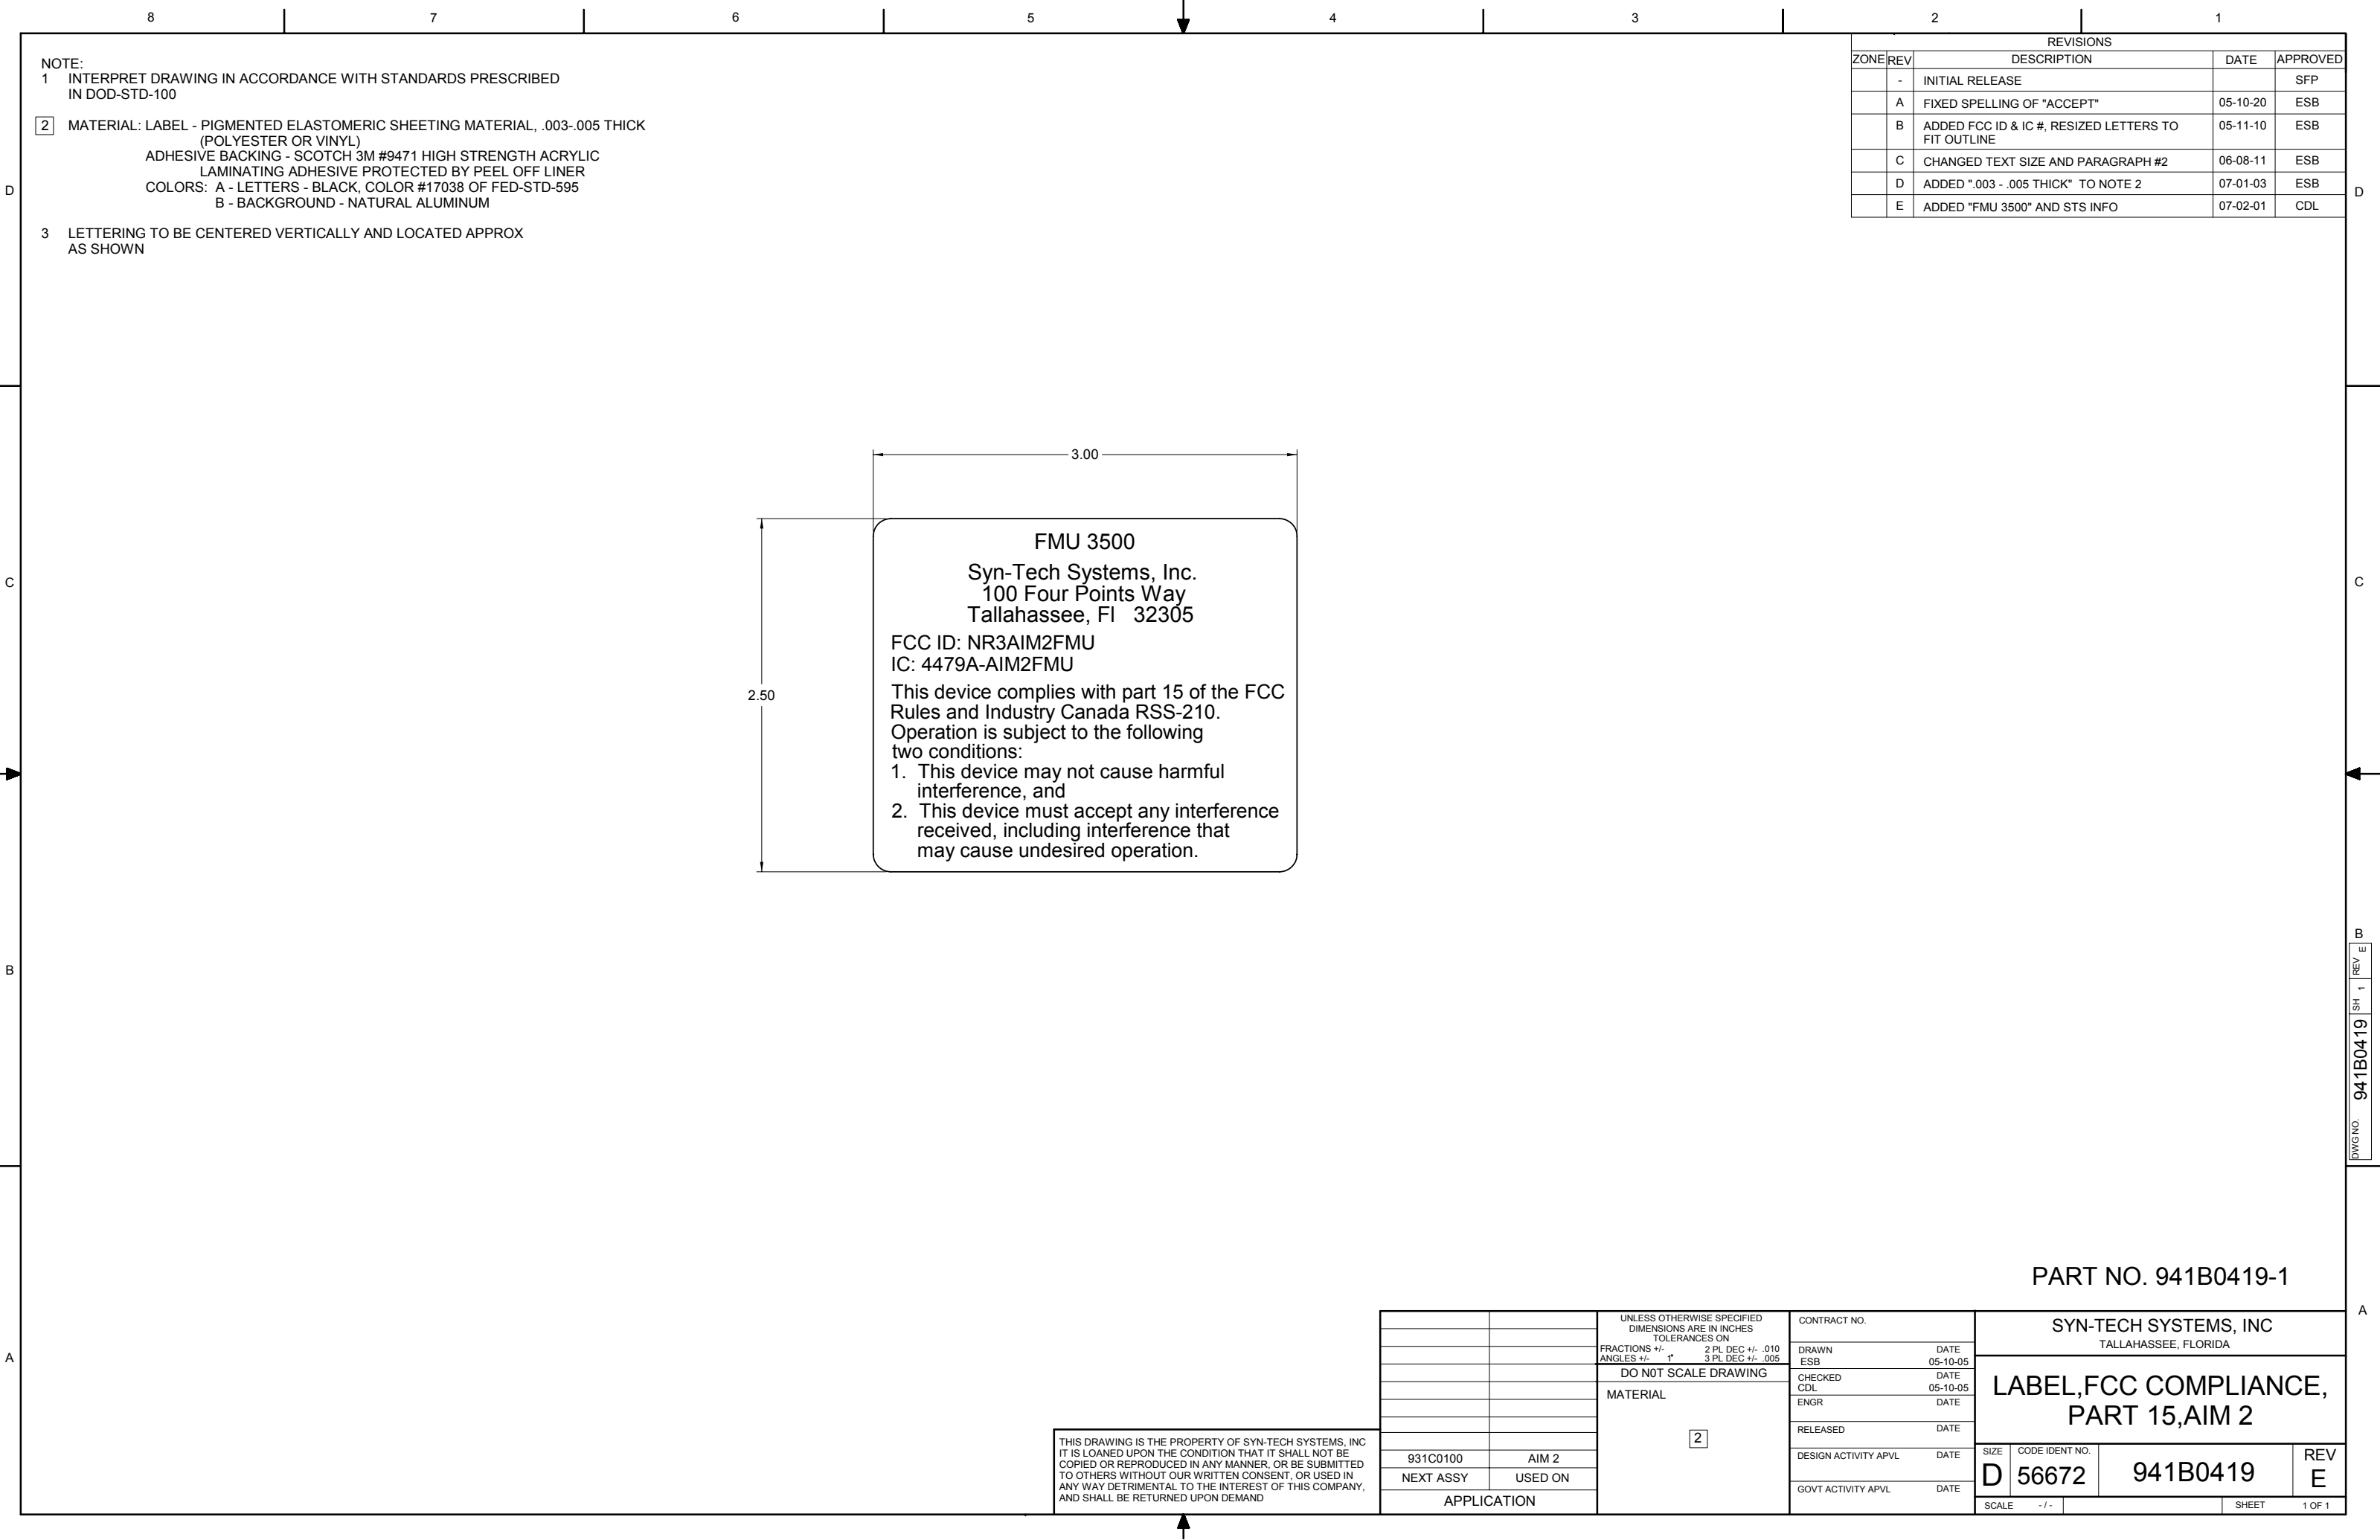 8 7 6 5 4 3 2 1
NOTE:
1 INTERPRET DRAWING IN ACCORDANCE WITH STANDARDS PRESCRIBED
IN DOD-STD-100
2 MATERIAL: LABEL - PIGMENTED ELASTOMERIC SHEETING MATERIAL, .003-.005 THICK
(POLYESTER OR VINYL)
ADHESIVE BACKING - SCOTCH 3M #9471 HIGH STRENGTH ACRYLIC
LAMINATING ADHESIVE PROTECTED BY PEEL OFF LINER
COLORS: A - LETTERS - BLACK, COLOR #17038 OF FED-STD-595
B - BACKGROUND - NATURAL ALUMINUM
3 LETTERING TO BE CENTERED VERTICALLY AND LOCATED APPROX
AS SHOWN
REVISIONS
ZONE REV DESCRIPTION DATE APPROVED
- INITIAL RELEASE SFP
A FIXED SPELLING OF "ACCEPT" 05-10-20 ESB
B ADDED FCC ID & IC #, RESIZED LETTERS TO 05-11-10 ESB
FIT OUTLINE
C CHANGED TEXT SIZE AND PARAGRAPH #2 06-08-11 ESB
D ADDED ".003 - .005 THICK" TO NOTE 2 07-01-03 ESB
E ADDED "FMU 3500" AND STS INFO 07-02-01 CDL
D D
3.00
2.50
FMU 3500
Syn-Tech Systems, Inc.
100 Four Points Way
Tallahassee, Fl 32305
FCC ID: NR3AIM2FMU
IC: 4479A-AIM2FMU
This device complies with part 15 of the FCC
Rules and Industry Canada RSS-210.
Operation is subject to the following
two conditions:
1. This device may not cause harmful
interference, and
2. This device must accept any interference
received, including interference that
may cause undesired operation.
C C
B B
DWG NO. 941B0419 SH 1 REV E
A A
PART NO. 941B0419-1
THIS DRAWING IS THE PROPERTY OF SYN-TECH SYSTEMS, INC
IT IS LOANED UPON THE CONDITION THAT IT SHALL NOT BE
COPIED OR REPRODUCED IN ANY MANNER, OR BE SUBMITTED
TO OTHERS WITHOUT OUR WRITTEN CONSENT, OR USED IN
ANY WAY DETRIMENTAL TO THE INTEREST OF THIS COMPANY,
AND SHALL BE RETURNED UPON DEMAND
931C0100 AIM 2
NEXT ASSY USED ON
APPLICATION
UNLESS OTHERWISE SPECIFIED
DIMENSIONS ARE IN INCHES
TOLERANCES ON
FRACTIONS +/- 2 PL DEC +/- .010
ANGLES +/- 1° 3 PL DEC +/- .005
DO N0T SCALE DRAWING
MATERIAL
2
CONTRACT NO.
DRAWN DATE
ESB 05-10-05
CHECKED DATE
CDL 05-10-05
ENGR DATE
RELEASED DATE
DESIGN ACTIVITY APVL DATE
GOVT ACTIVITY APVL DATE
SYN-TECH SYSTEMS, INC
TALLAHASSEE, FLORIDA
LABEL,FCC COMPLIANCE,
PART 15,AIM 2
SIZE CODE IDENT NO. REV
D 56672 941B0419 E
SCALE - / - SHEET 1 OF 1